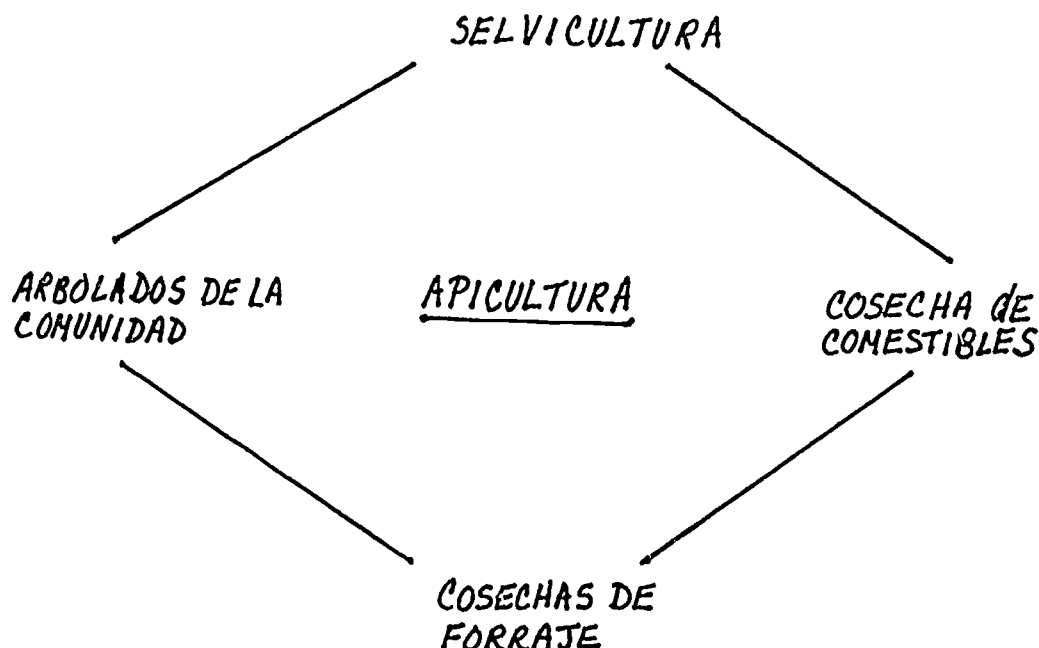 SELVICULTURA
ARBOLADOS DE LA
COMUNIDAD
APICULTURA
COSECHA de
COMESTIBLES
COSECHAS DE
FORRAJE